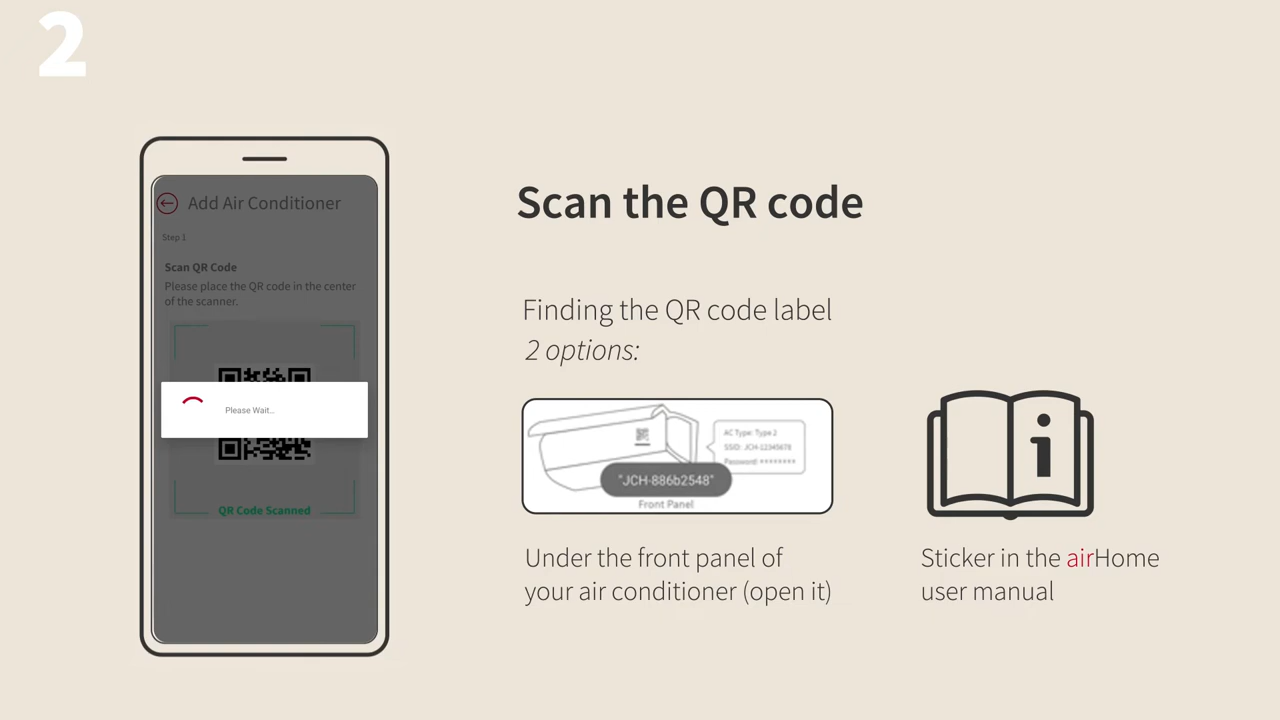 2
Add Air Conditioner
Step 1
Scan QR Code
Please place the QR code in the center
of the scanner.
Please Wait...
QR Code Scanned
Scan the QR code
Finding the QR code label
2 options:
AC Type: Type 2
SSID: JCH-12345678
Password: ********
"JCH-886b2548"
Front Panel
Under the front panel of
your air conditioner (open it)
Sticker in the airHome
user manual